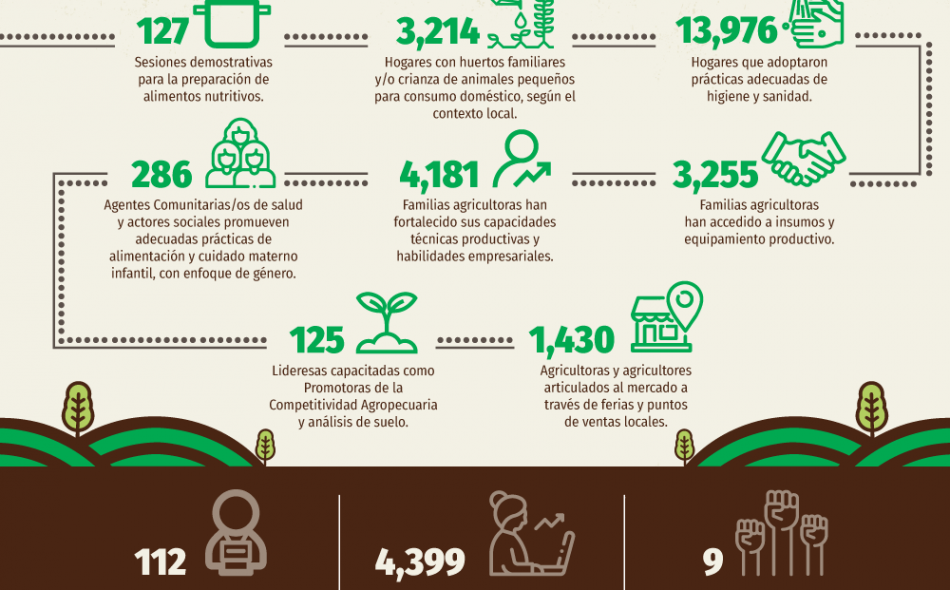 127
Sesiones demostrativas
para la preparación de
alimentos nutritivos.
3,214
Hogares con huertos familiares
y/o crianza de animales pequeños
para consumo doméstico, según el
contexto local.
13,976
Hogares que adoptaron
prácticas adecuadas de
higiene y sanidad.
286
Agentes Comunitarias/os de salud
y actores sociales promueven
adecuadas prácticas de
alimentación y cuidado materno
infantil, con enfoque de género.
4,181
Familias agricultoras han
fortalecido sus capacidades
técnicas productivas y
habilidades empresariales.
3,255
Familias agricultoras
han accedido a insumos y
equipamiento productivo.
125
Lideresas capacitadas como
Promotoras de la
Competitividad Agropecuaria
y análisis de suelo.
1,430
Agricultoras y agricultores
articulados al mercado a
través de ferias y puntos
de ventas locales.
112
4,399
9